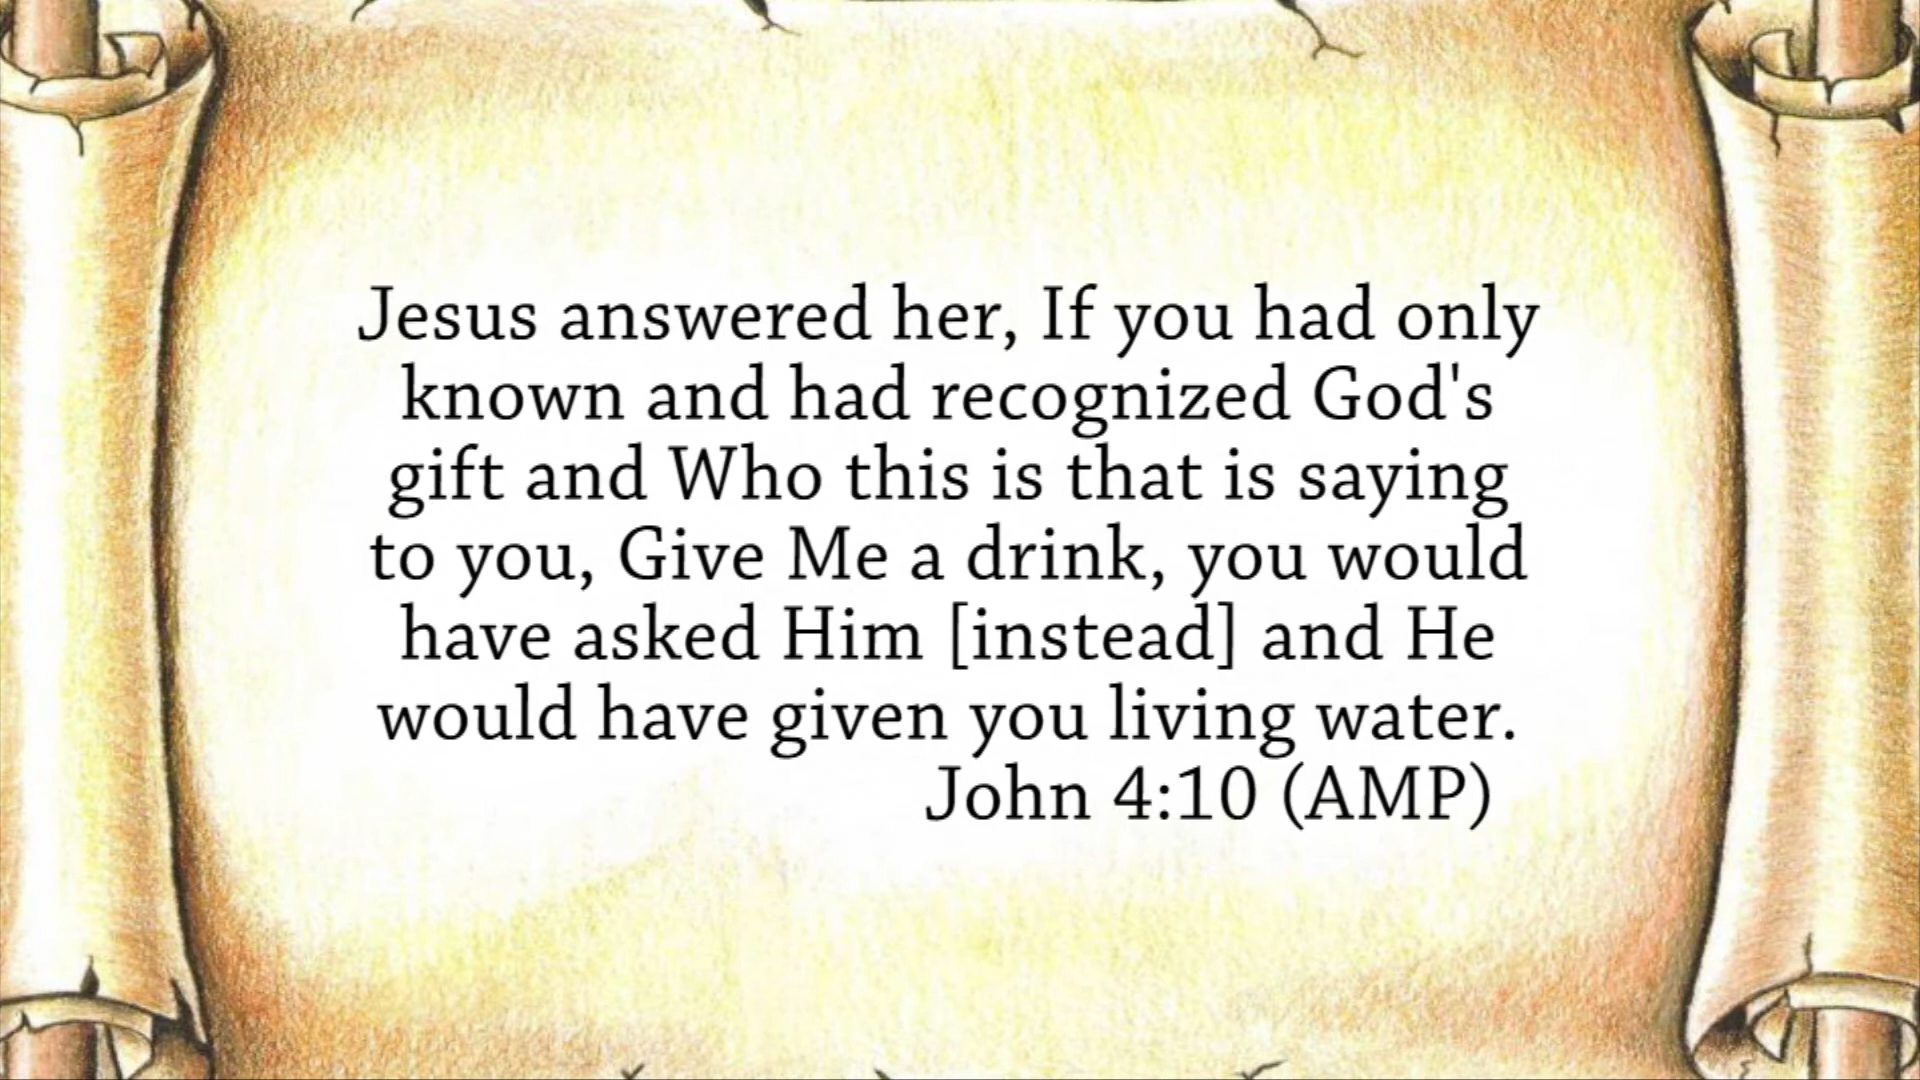 Jesus answered her, If you had only
known and had recognized God's
gift and Who this is that is saying
to you, Give Me a drink, you would
have asked Him [instead] and He
would have given you living water.
John 4:10 (AMP)